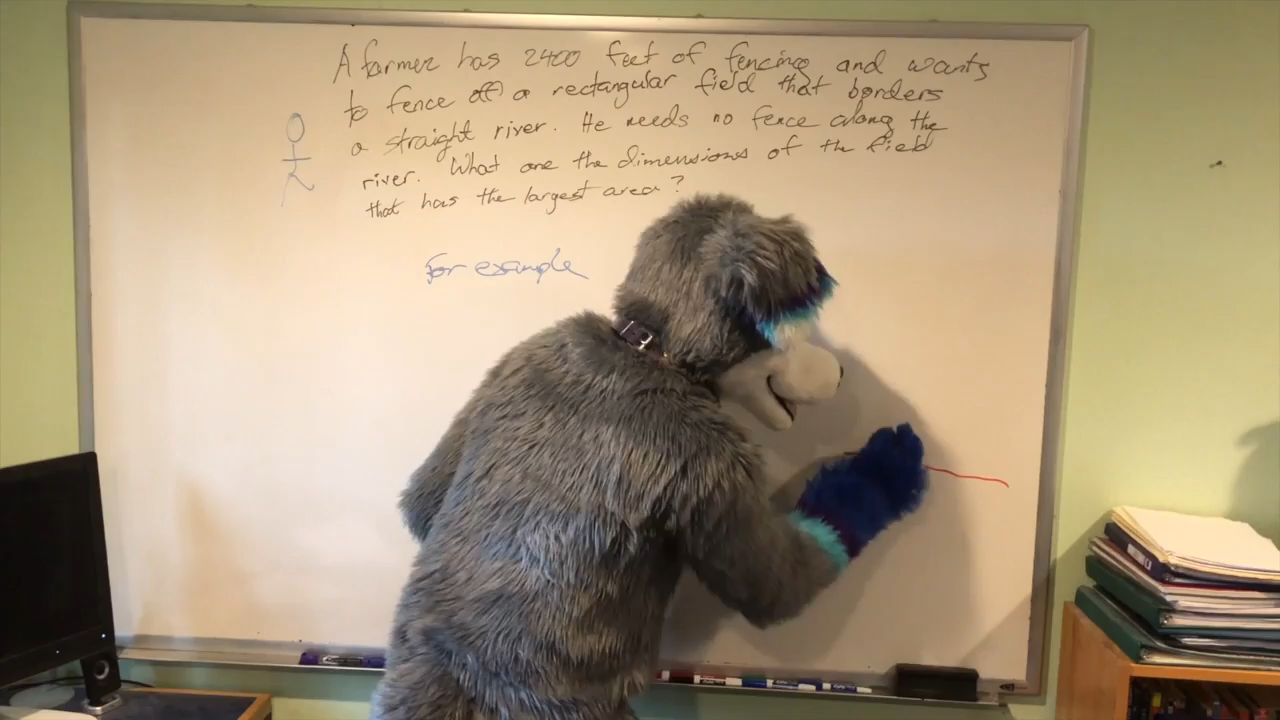 A farmer has 2400 feet of fencing and wants
to fence off a rectangular field that borders
a straight river. He needs no fence along the
river. What are the dimensions of the field
that has the largest area?
for example